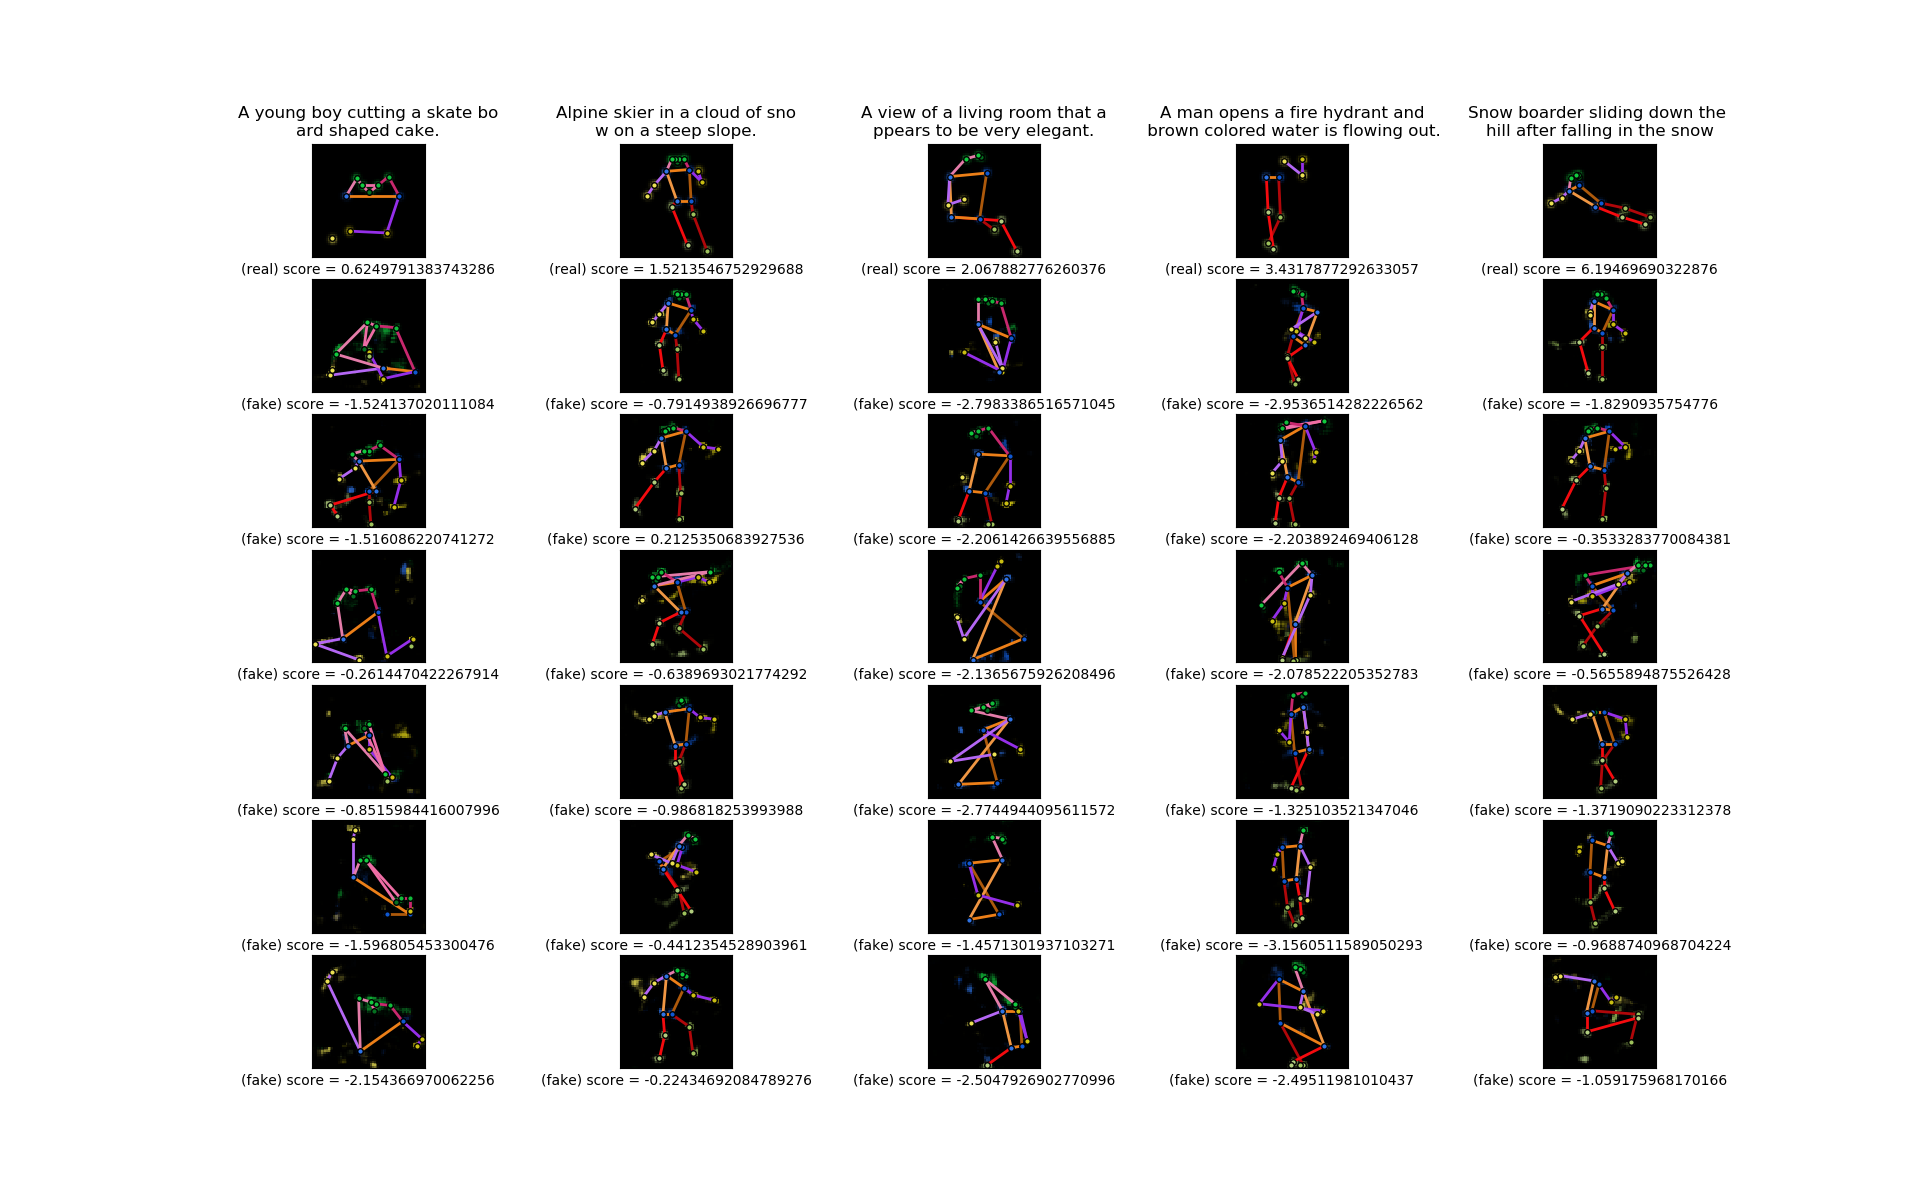 A young boy cutting a skate bo
ard shaped cake.
Alpine skier in a cloud of sno
w on a steep slope.
A view of a living room that a
ppears to be very elegant.
A man opens a fire hydrant and
brown colored water is flowing out.
Snow boarder sliding down the
hill after falling in the snow
(real) score = 0.6249791383743286
(real) score = 1.5213546752929688
(real) score = 2.067882776260376
(real) score = 3.4317877292633057
(real) score = 6.19469690322876
(fake) score = -1.524137020111084
(fake) score = -0.7914938926696777
(fake) score = -2.7983386516571045
(fake) score = -2.9536514282226562
(fake) score = -1.8290935754776
(fake) score = -1.516086220741272
(fake) score = 0.2125350683927536
(fake) score = -2.2061426639556885
(fake) score = -2.203892469406128
(fake) score = -0.3533283770084381
(fake) score = -0.2614470422267914
(fake) score = -0.6389693021774292
(fake) score = -2.1365675926208496
(fake) score = -2.078522205352783
(fake) score = -0.5655894875526428
(fake) score = -0.8515984416007996
(fake) score = -0.986818253993988
(fake) score = -2.7744944095611572
(fake) score = -1.325103521347046
(fake) score = -1.3719090223312378
(fake) score = -1.596805453300476
(fake) score = -0.4412354528903961
(fake) score = -1.4571301937103271
(fake) score = -3.1560511589050293
(fake) score = -0.9688740968704224
(fake) score = -2.154366970062256
(fake) score = -0.22434692084789276
(fake) score = -2.50479269027709​96
(fake) score = -2.49511981010437
(fake) score = -1.059175968170166